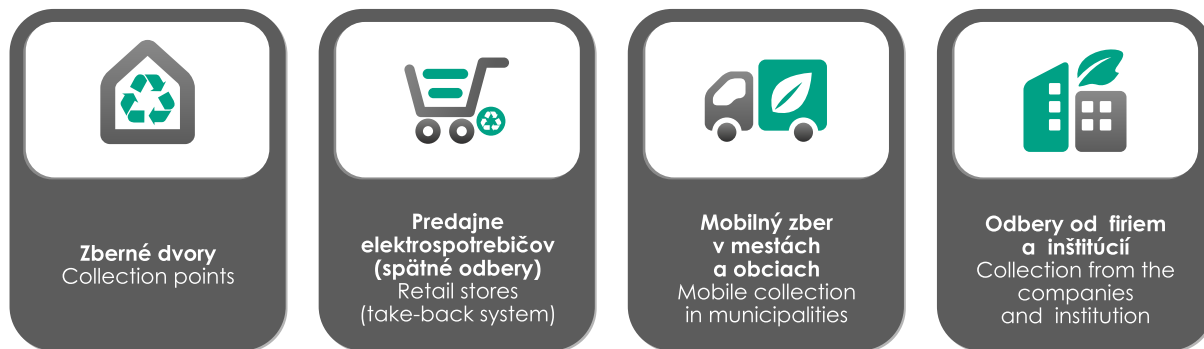 Zberné dvory
Collection points
Predajne
elektrospotrebičov
(spätné odbery)
Retail stores
(take-back system)
Mobilný zber
v mestách
a obciach
Mobile collection
in municipalities
Odbery od firiem
a inštitúcií
Collection from the
companies
and institution